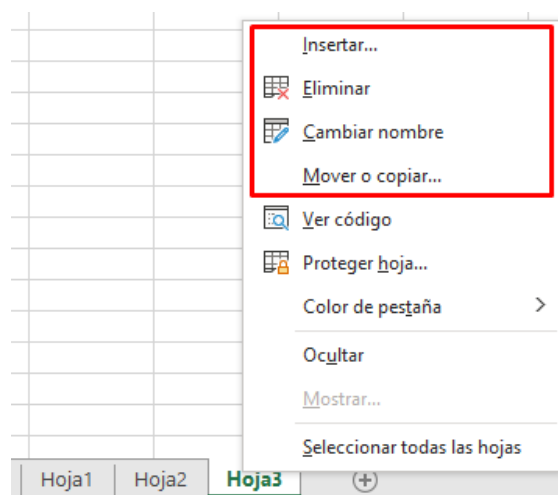 Insertar...
Eliminar
Cambiar nombre
Mover o copiar...
Ver código
Proteger hoja...
Color de pestaña
Ocultar
Mostrar...
Seleccionar todas las hojas
Hoja1 Hoja2 Hoja3